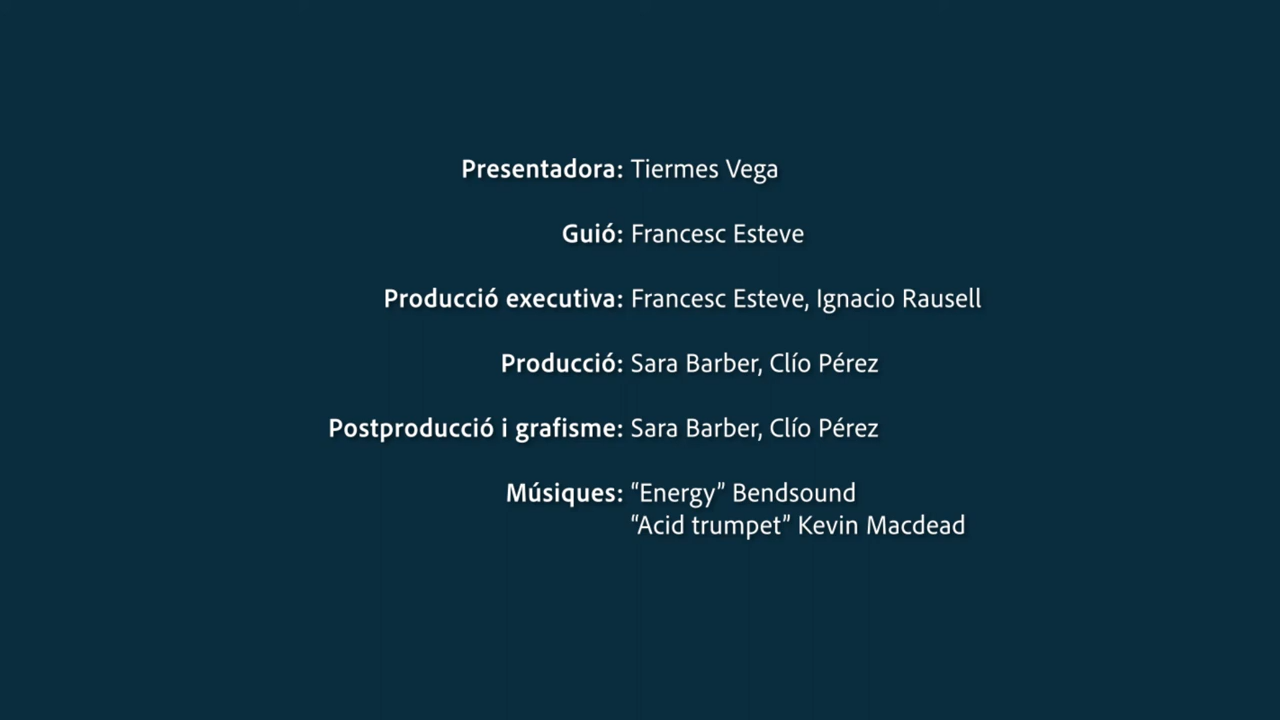 Presentadora: Tiermes Vega
Guió: Francesc Esteve
Producció executiva: Francesc Esteve, Ignacio Rausell
Producció: Sara Barber, Clío Pérez
Postproducció i grafisme: Sara Barber, Clío Pérez
Músiques: “Energy” Bendsound
“Acid trumpet” Kevin Macdead